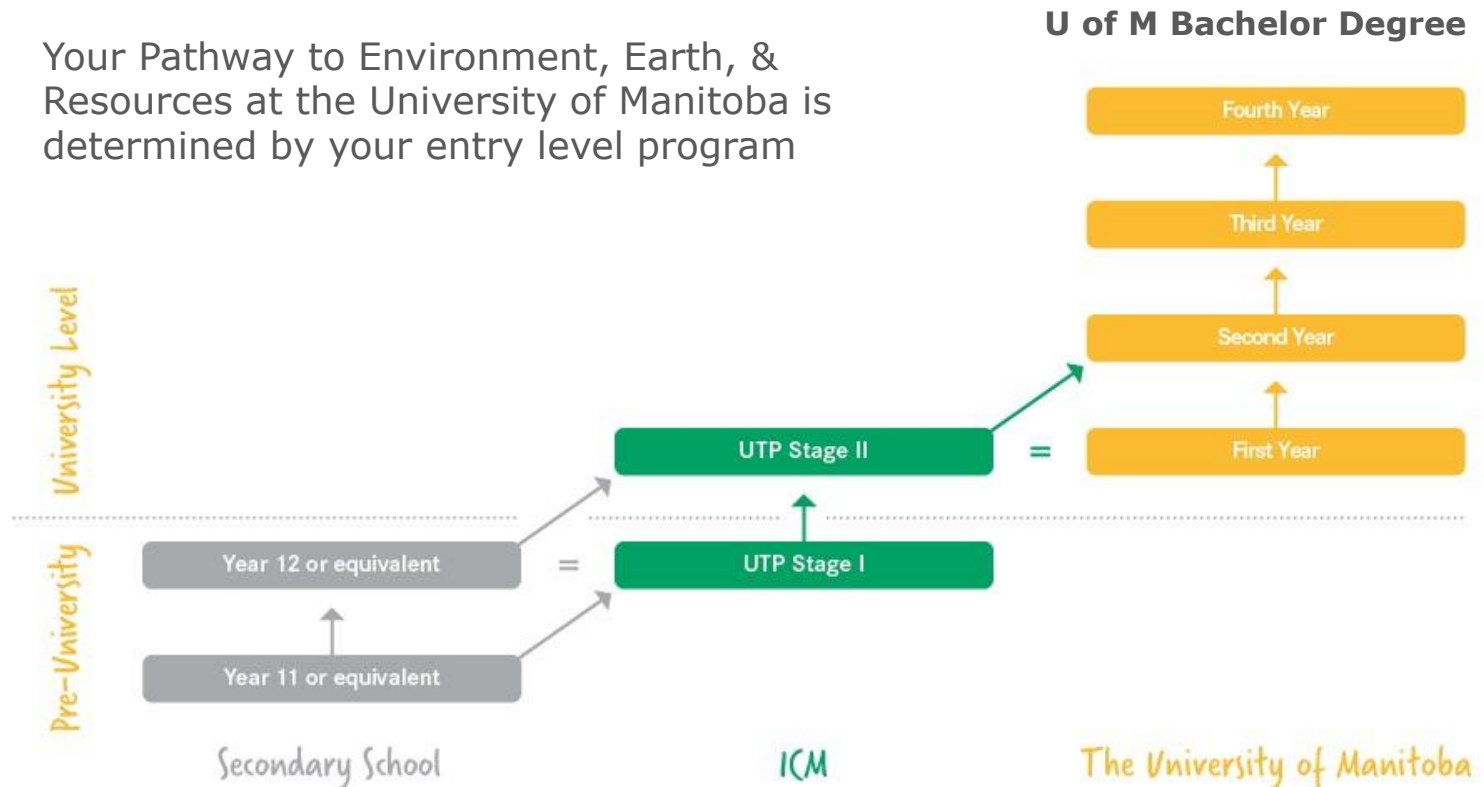 U of M Bachelor Degree
Your Pathway to Environment, Earth, &
Resources at the University of Manitoba is
determined by your entry level program
Fourth Year
Third Year
Second Year
University Level
UTP Stage II
=
First Year
Pre-University
Year 12 or equivalent
=
UTP Stage I
Year 11 or equivalent
Secondary School
ICM
The University of Manitoba